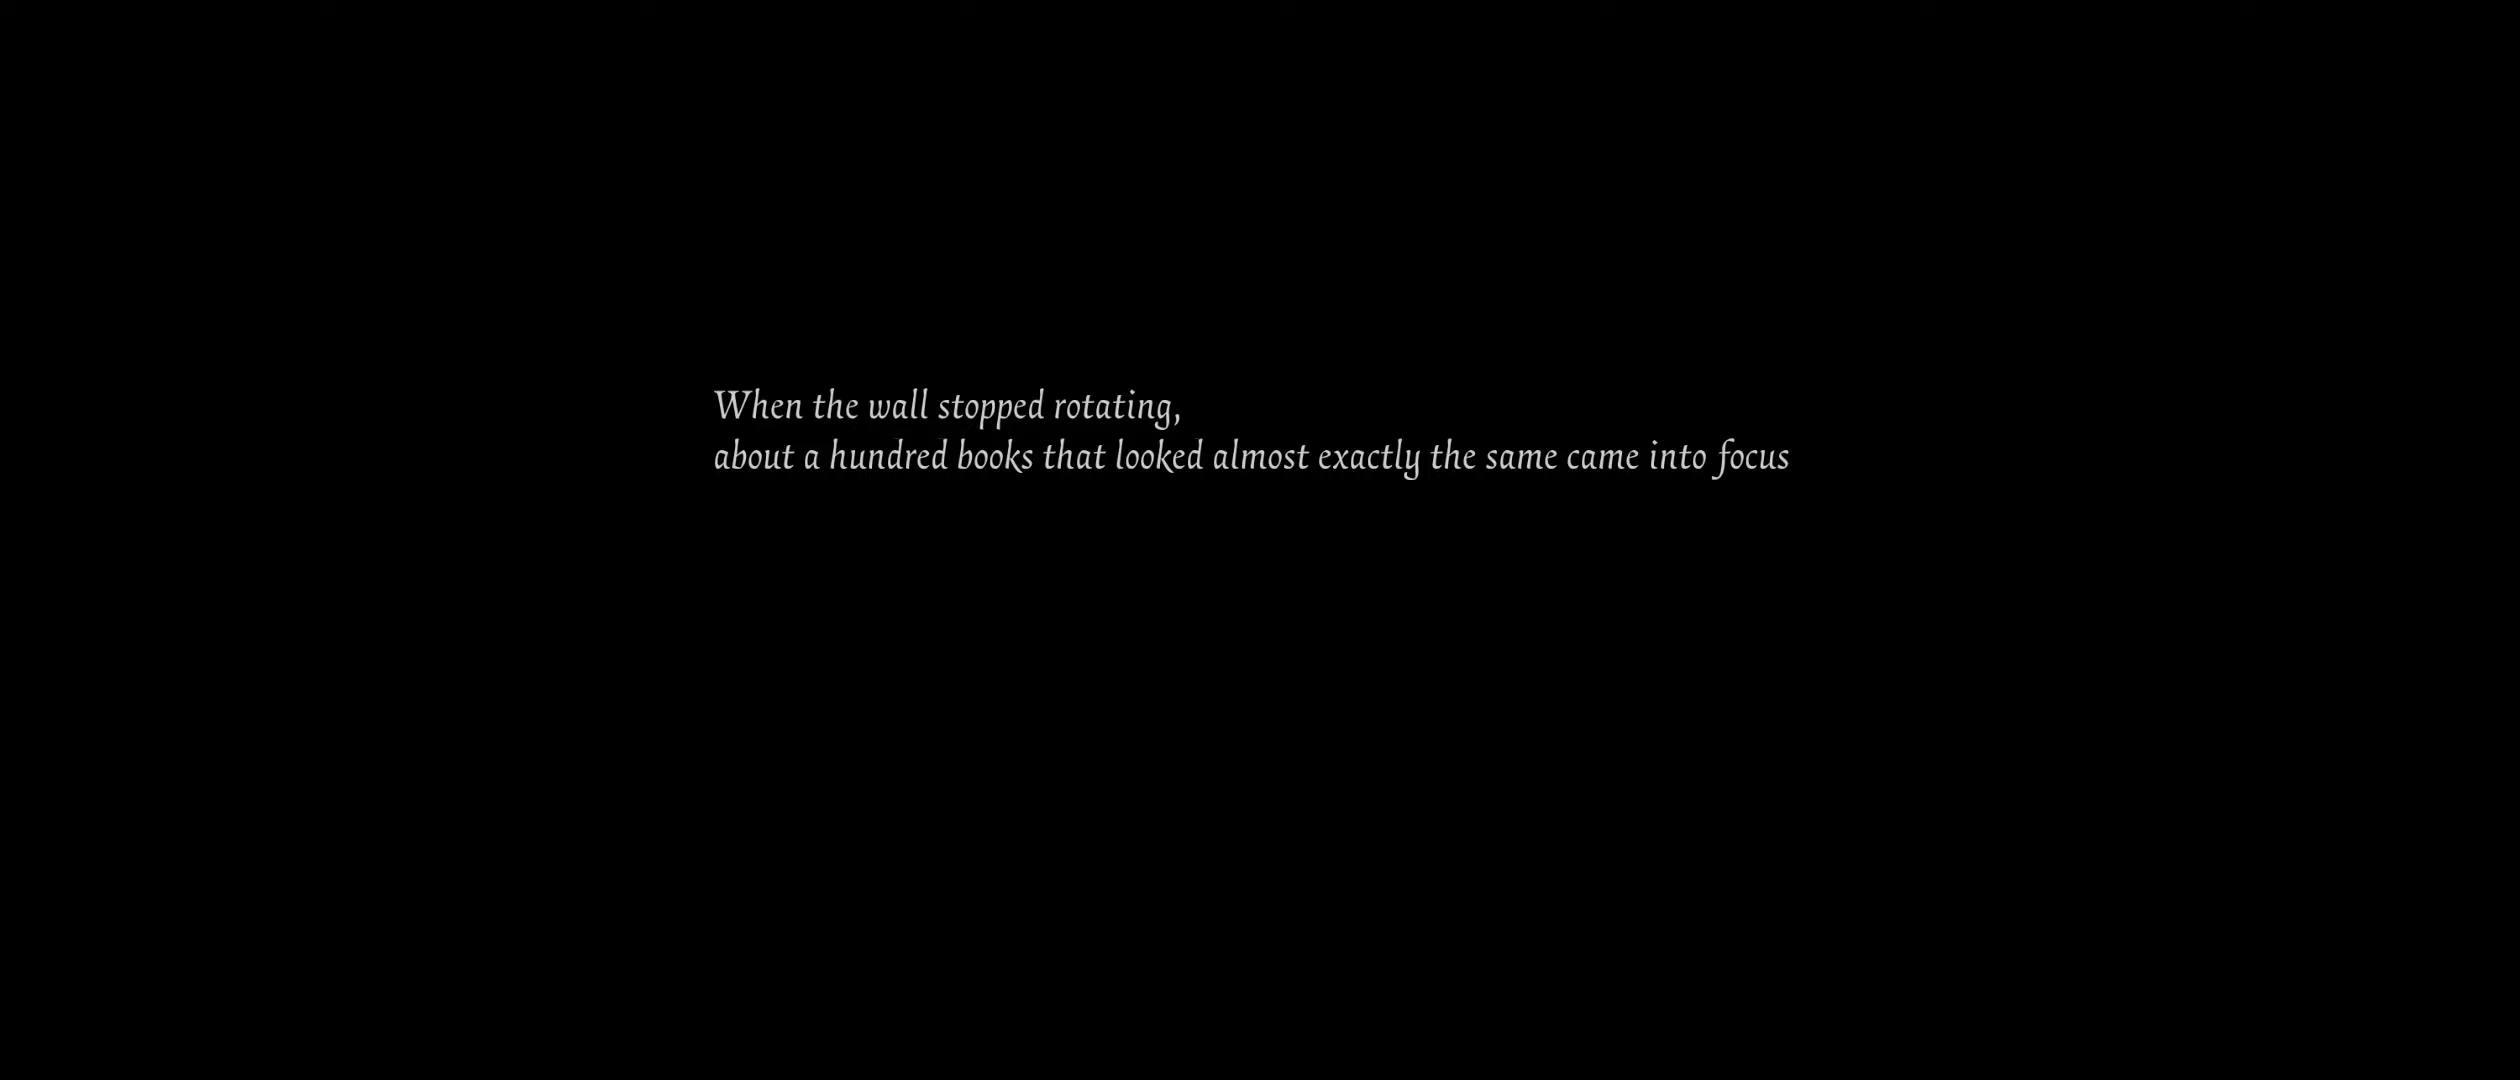 When the wall stopped rotating,
about a hundred books that looked almost exactly the same came into focus